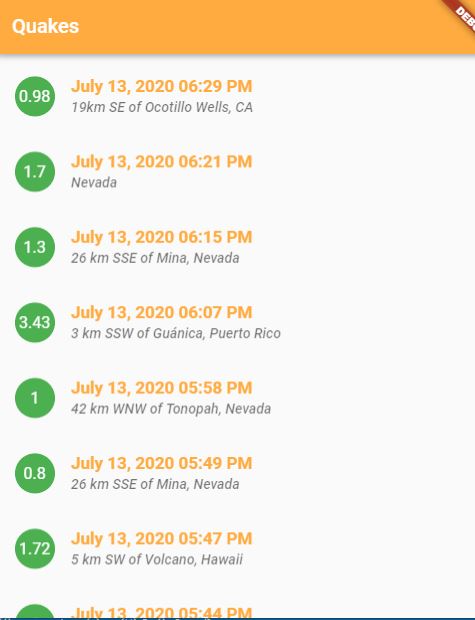 Quakes
0.98
July 13, 2020 06:29 PM
19km SE of Ocotillo Wells, CA
1.7
July 13, 2020 06:21 PM
Nevada
1.3
July 13, 2020 06:15 PM
26 km SSE of Mina, Nevada
3.43
July 13, 2020 06:07 PM
3 km SSW of Guánica, Puerto Rico
1
July 13, 2020 05:58 PM
42 km WNW of Tonopah, Nevada
0.8
July 13, 2020 05:49 PM
26 km SSE of Mina, Nevada
1.72
July 13, 2020 05:47 PM
5 km SW of Volcano, Hawaii
July 13, 2020 05:44 PM